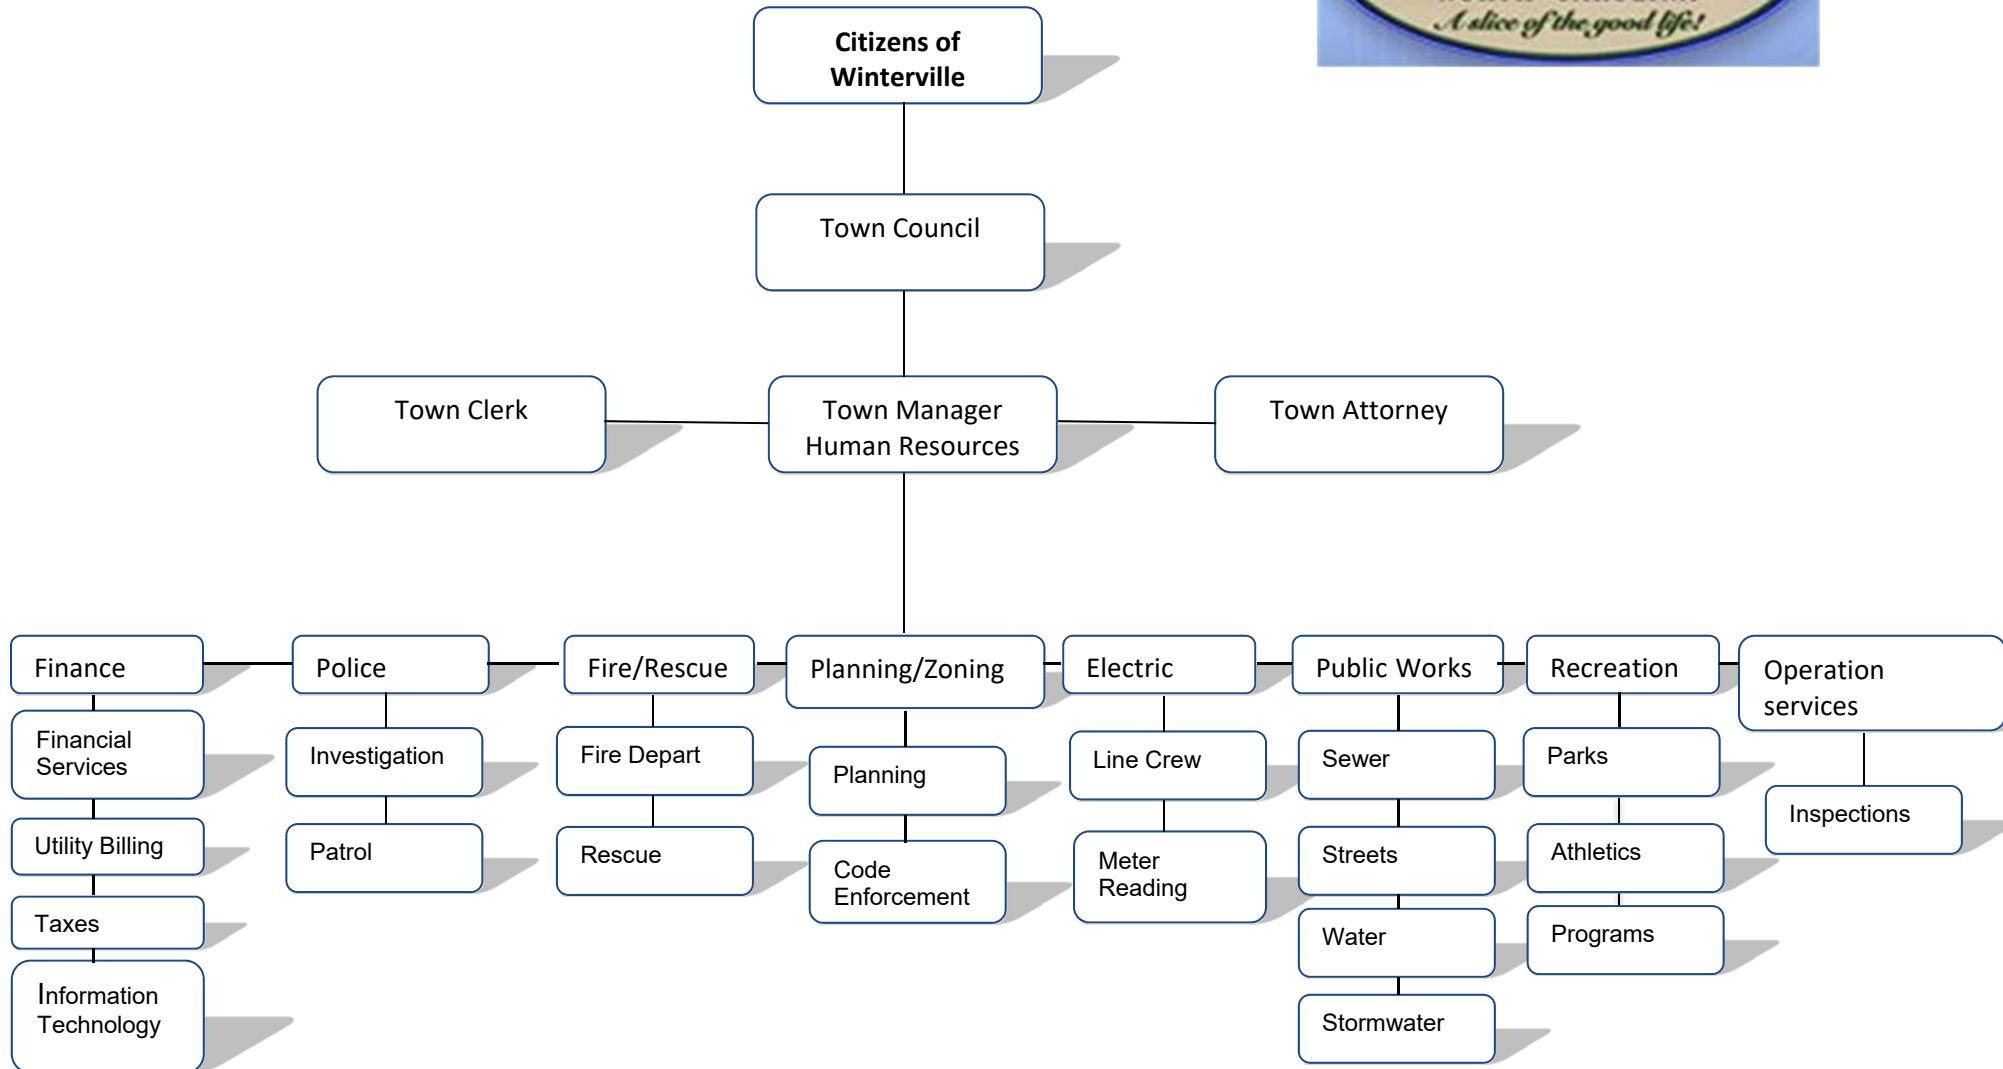 A slice of the good life!
Citizens of
Winterville
Town Council
Town Clerk
Town Manager
Human Resources
Town Attorney
Finance
Police
Fire/Rescue
Planning/Zoning
Electric
Public Works
Recreation
Operation
services
Financial
Services
Utility Billing
Taxes
Information
Technology
Investigation
Patrol
Fire Depart
Rescue
Planning
Code
Enforcement
Line Crew
Meter
Reading
Sewer
Streets
Water
Stormwater
Parks
Athletics
Programs
Inspections